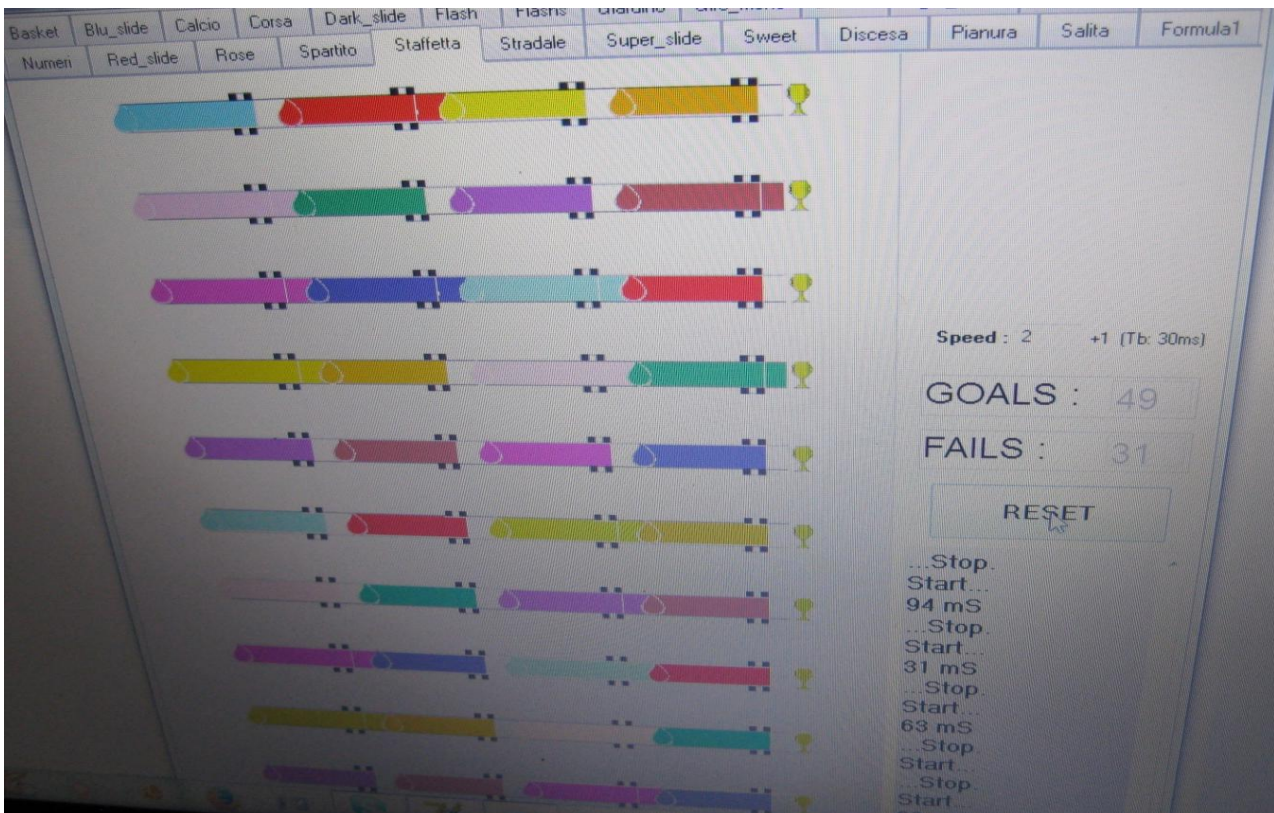 Basket Blu_slide Calcio Corsa Dark_slide Flash Flashs Giardino
Numeri Red_slide Rose Spartito Staffetta Stradale Super_slide Sweet Discesa Pianura Salita Formula1
Speed : 2 +1 (Tb: 30ms)
GOALS : 49
FAILS : 31
RESET
...Stop.
Start...
94 mS
...Stop.
Start...
31 mS
...Stop.
Start...
63 mS
...Stop.
Start...
...Stop.
Start...